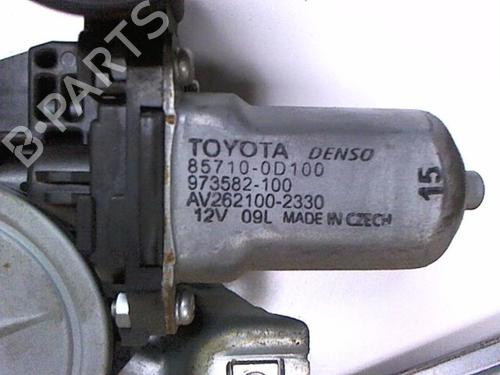 B-PARTS
TOYOTA DENSO
85710-0D100
973582-100
AV262100-2330
12V 09L MADE IN CZECH
15